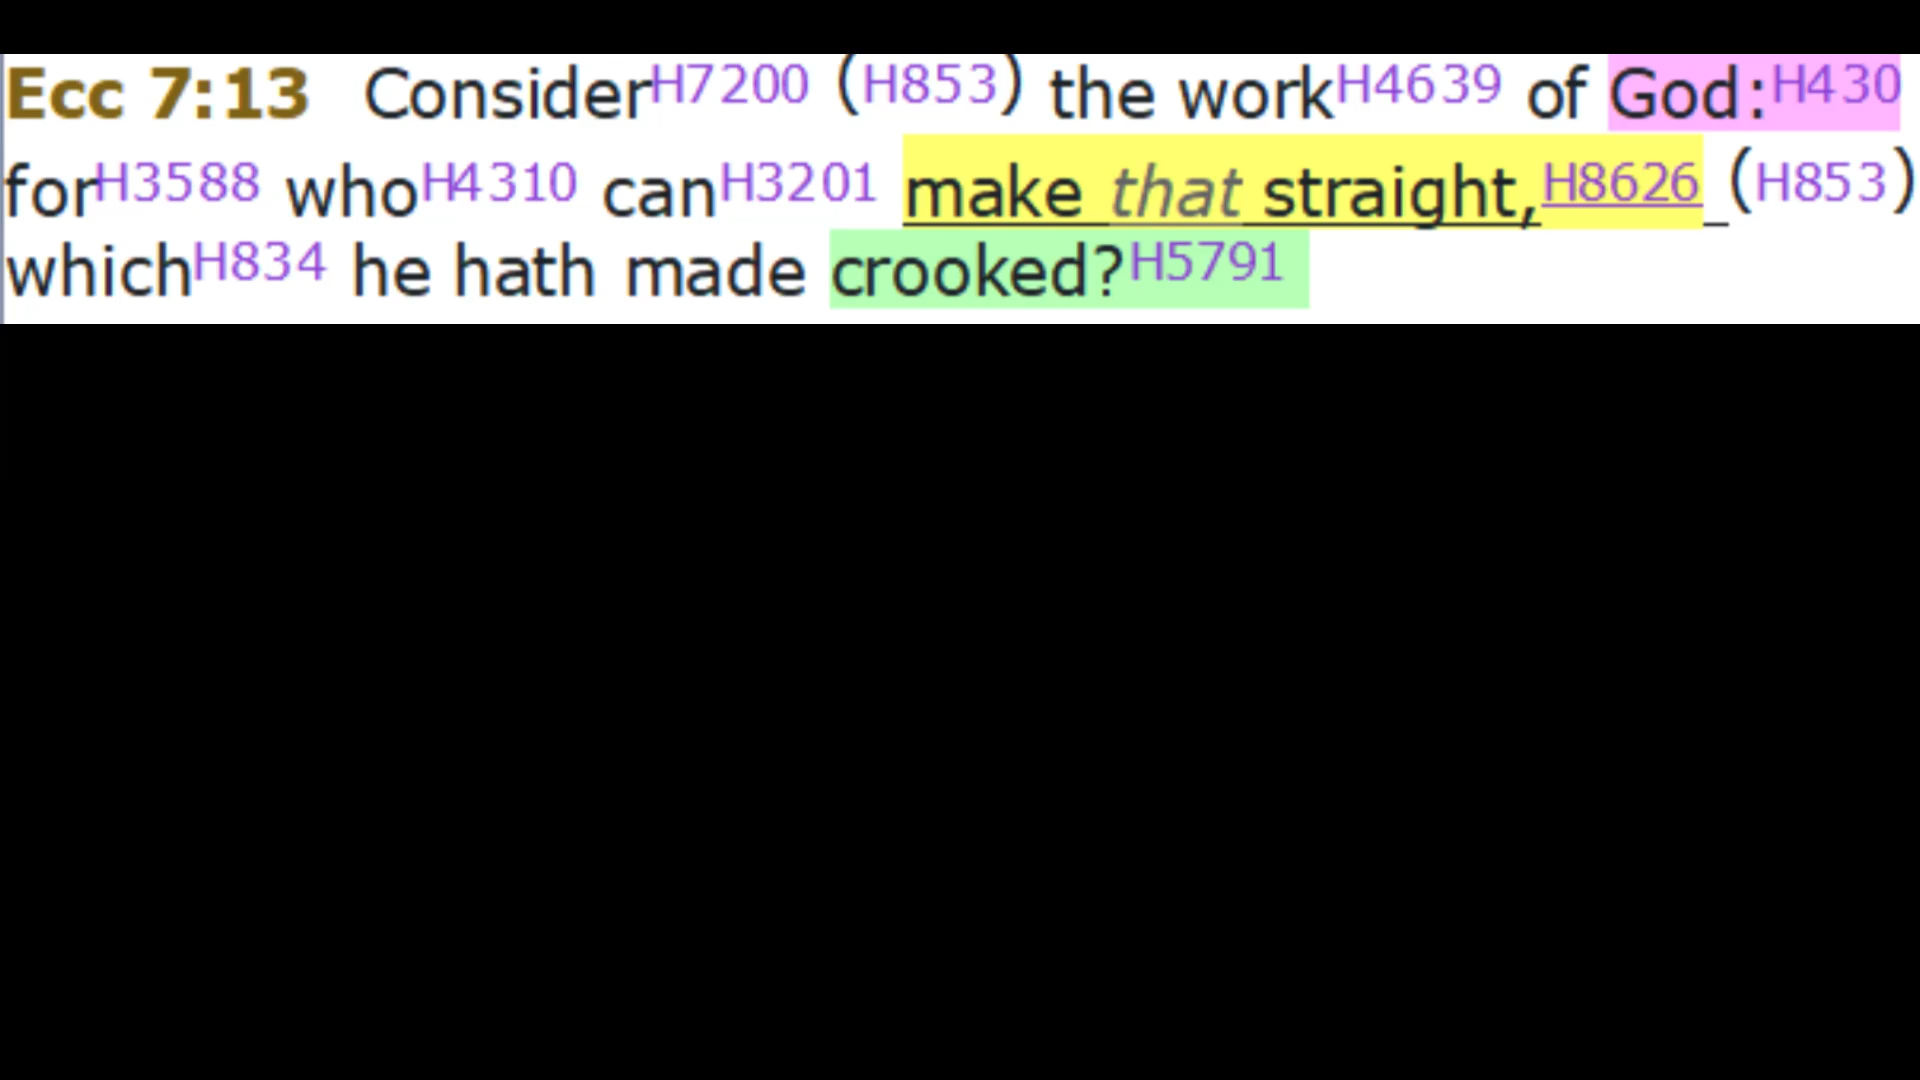 Ecc 7:13 ConsiderH7200 (H853) the workH4639 of God:H430
forH3588 whoH4310 canH3201 make that straight,H8626 (H853)
whichH834 he hath made crooked?H5791